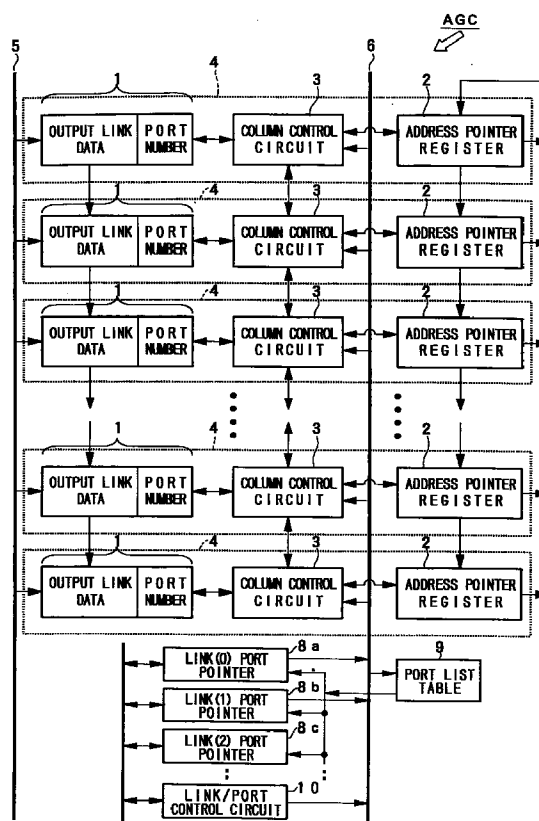 AGC
5
1
4
3
6
2
OUTPUT LINK DATA
PORT NUMBER
COLUMN CONTROL CIRCUIT
ADDRESS POINTER REGISTER
1
4
3
2
OUTPUT LINK DATA
PORT NUMBER
COLUMN CONTROL CIRCUIT
ADDRESS POINTER REGISTER
1
4
3
2
OUTPUT LINK DATA
PORT NUMBER
COLUMN CONTROL CIRCUIT
ADDRESS POINTER REGISTER
1
4
3
2
OUTPUT LINK DATA
PORT NUMBER
COLUMN CONTROL CIRCUIT
ADDRESS POINTER REGISTER
1
4
3
2
OUTPUT LINK DATA
PORT NUMBER
COLUMN CONTROL CIRCUIT
ADDRESS POINTER REGISTER
8a
LINK(0) PORT POINTER
9
PORT LIST TABLE
8b
LINK(1) PORT POINTER
8c
LINK(2) PORT POINTER
10
LINK/PORT CONTROL CIRCUIT